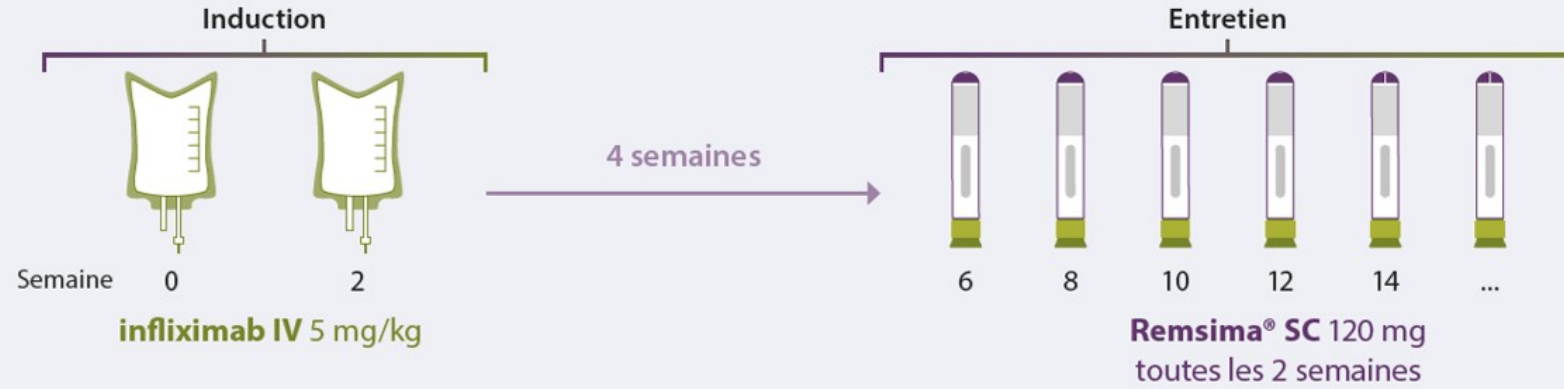 Induction
Entretien
4 semaines
Semaine 0 2 6 8 10 12 14 ...
infliximab IV 5 mg/kg
Remsima® SC 120 mg
toutes les 2 semaines